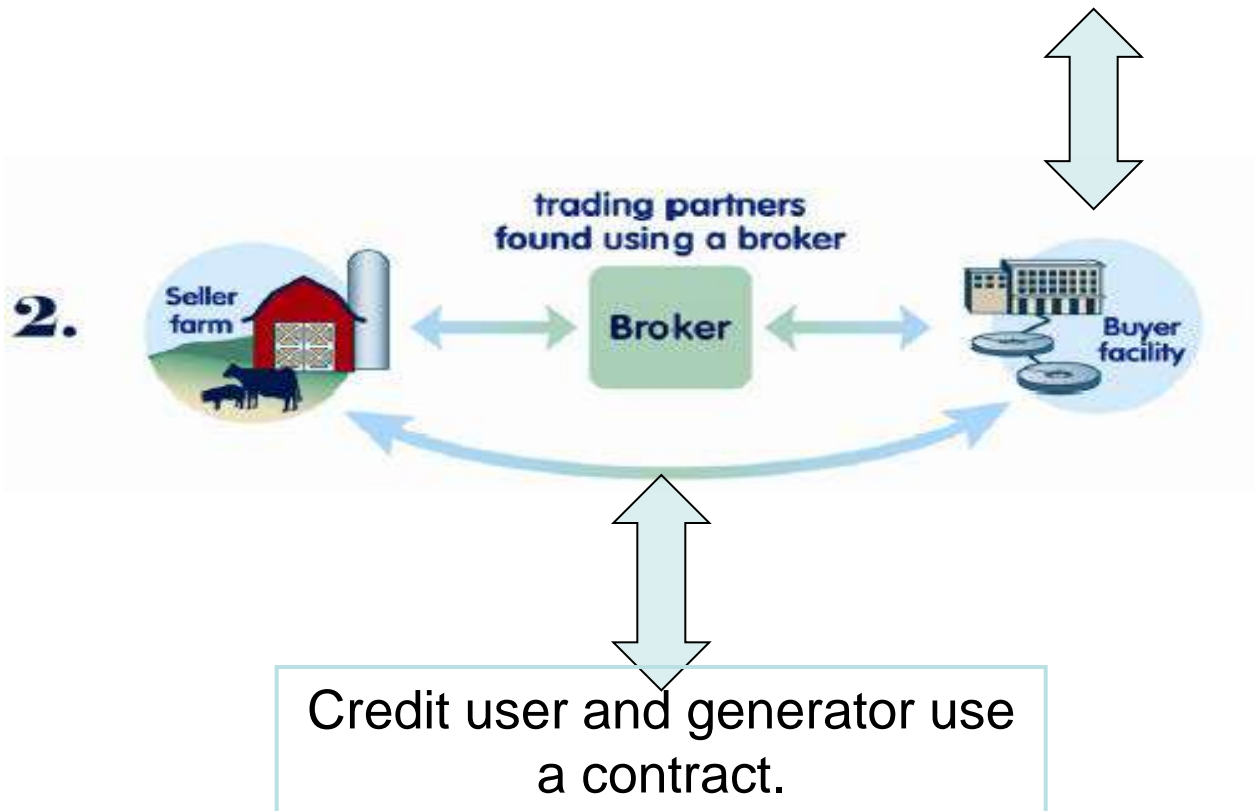 trading partners
found using a broker
2.
Seller
farm
Broker
Buyer
facility
Credit user and generator use
a contract.